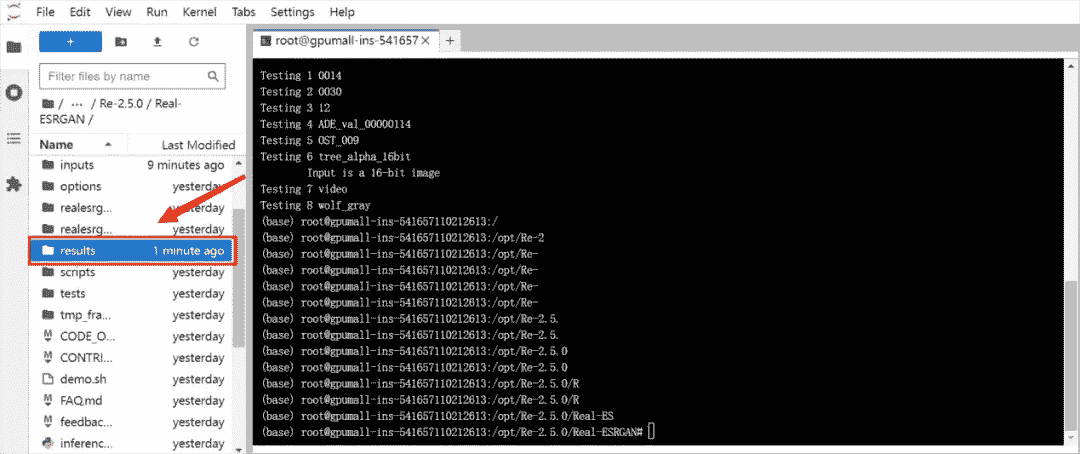 File Edit View Run Kernel Tabs Settings Help
+
Filter files by name
/ ... / Re-2.5.0 / Real-
ESRGAN /
Name Last Modified
inputs 9 minutes ago
options yesterday
realesrg... yesterday
realesrg... yesterday
results 1 minute ago
scripts yesterday
tests yesterday
tmp_fra... yesterday
CODE_O... yesterday
CONTRI... yesterday
demo.sh yesterday
FAQ.md yesterday
feedbac... yesterday
inferenc... yesterday
root@gpumall-ins-541657 × +
Testing 1 0014
Testing 2 0030
Testing 3 12
Testing 4 ADE_val_00000114
Testing 5 OST_009
Testing 6 tree_alpha_16bit
Input is a 16-bit image
Testing 7 video
Testing 8 wolf_gray
(base) root@gpumall-ins-541657110212613:/
(base) root@gpumall-ins-541657110212613:/opt/Re-2
(base) root@gpumall-ins-541657110212613:/opt/Re-
(base) root@gpumall-ins-541657110212613:/opt/Re-
(base) root@gpumall-ins-541657110212613:/opt/Re-
(base) root@gpumall-ins-541657110212613:/opt/Re-
(base) root@gpumall-ins-541657110212613:/opt/Re-2.5.
(base) root@gpumall-ins-541657110212613:/opt/Re-2.5.
(base) root@gpumall-ins-541657110212613:/opt/Re-2.5.0
(base) root@gpumall-ins-541657110212613:/opt/Re-2.5.0
(base) root@gpumall-ins-541657110212613:/opt/Re-2.5.0/R
(base) root@gpumall-ins-541657110212613:/opt/Re-2.5.0/R
(base) root@gpumall-ins-541657110212613:/opt/Re-2.5.0/Real-ES
(base) root@gpumall-ins-541657110212613:/opt/Re-2.5.0/Real-ESRGAN#